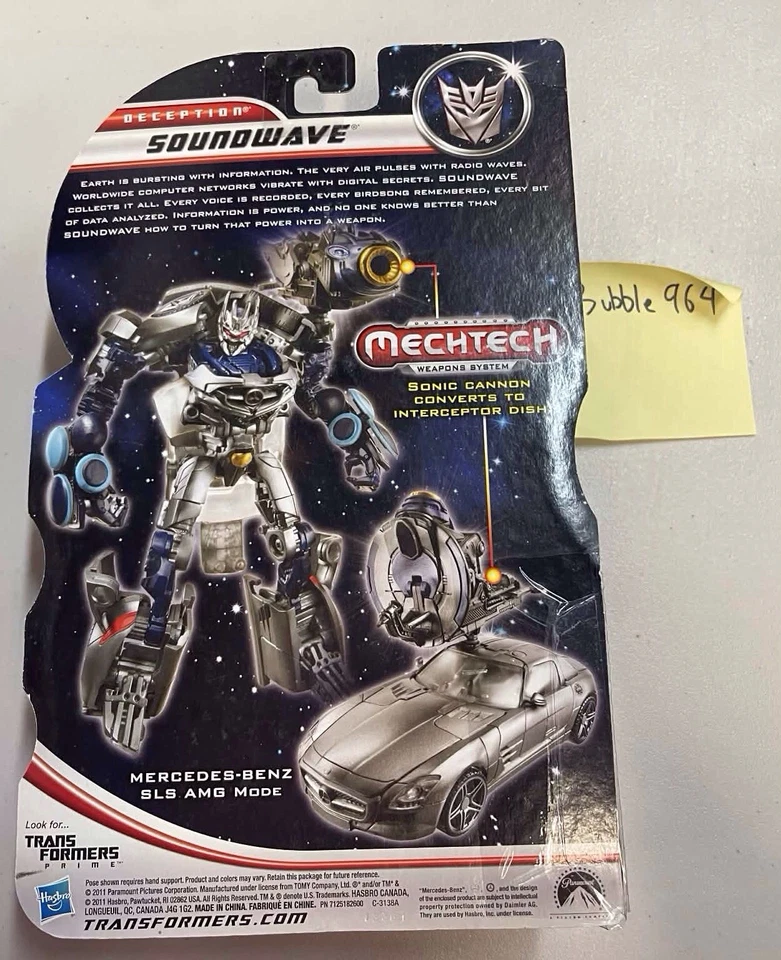 DECEPTION®
SOUNDWAVE®
EARTH IS BURSTING WITH INFORMATION. THE VERY AIR PULSES WITH RADIO WAVES.
WORLDWIDE COMPUTER NETWORKS VIBRATE WITH DIGITAL SECRETS. SOUNDWAVE
COLLECTS IT ALL. EVERY VOICE IS RECORDED, EVERY BIRDSONG REMEMBERED, EVERY BIT
OF DATA ANALYZED. INFORMATION IS POWER, AND NO ONE KNOWS BETTER THAN
SOUNDWAVE HOW TO TURN THAT POWER INTO A WEAPON.
Bubble 964
MECHTECH
WEAPONS SYSTEM
SONIC CANNON
CONVERTS TO
INTERCEPTOR DISH!
MERCEDES-BENZ
SLS AMG MODE
Look for...
TRANS
FORMERS
PRIME™
Hasbro
Pose shown requires hand support. Product and colors may vary. Retain this package for future reference.
© 2011 Paramount Pictures Corporation. Manufactured under license from TOMY Company, Ltd. ®* and/or TM* &
© 2011 Hasbro, Pawtucket, RI 02862 USA. All Rights Reserved. TM & ® denote U.S. Trademarks. HASBRO CANADA,
LONGUEUIL, QC, CANADA J4G 1G2. MADE IN CHINA. FABRIQUÉ EN CHINE. PN 7125182600 C-3138A
TRANSFORMERS.COM
"Mercedes-Benz", , and the design
of the enclosed product are subject to intellectual
property protection owned by Daimler AG.
They are used by Hasbro, Inc. under license.
Paramount